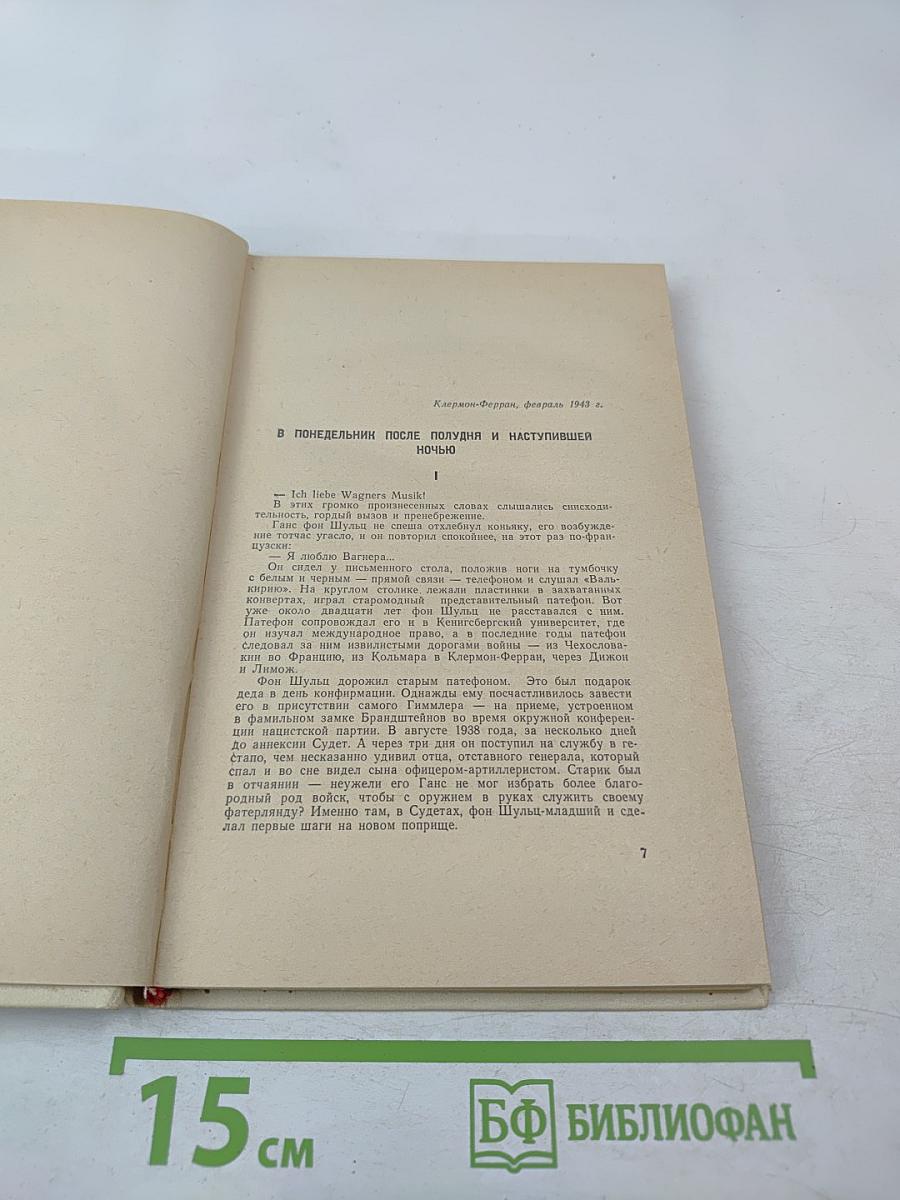 Клермон-Ферран, февраль 1943 г.
В ПОНЕДЕЛЬНИК ПОСЛЕ ПОЛУДНЯ И НАСТУПИВШЕЙ
НОЧЬЮ
I
— Ich liebe Wagners Musik!
В этих громко произнесенных словах слышались снисходи-
тельность, гордый вызов и пренебрежение.
Ганс фон Шульц не спеша отхлебнул коньяку, его возбужде-
ние тотчас угасло, и он повторил спокойнее, на этот раз по-фран-
цузски:
— Я люблю Вагнера...
Он сидел у письменного стола, положив ноги на тумбочку
с белым и черным — прямой связи — телефоном и слушал «Валь-
кирию». На круглом столике лежали пластинки в захватанных
конвертах, играл старомодный представительный патефон. Вот
уже около двадцати лет фон Шульц не расставался с ним.
Патефон сопровождал его и в Кенигсбергский университет, где
он изучал международное право, а в последние годы патефон
следовал за ним извилистыми дорогами войны — из Чехослова-
кии во Францию, из Кольмара в Клермон-Ферран, через Дижон
и Лимож.
Фон Шульц дорожил старым патефоном. Это был подарок
деда в день конфирмации. Однажды ему посчастливилось завести
его в присутствии самого Гиммлера — на приеме, устроенном
в фамильном замке Брандштейнов во время окружной конферен-
ции нацистской партии. В августе 1938 года, за несколько дней
до аннексии Судет. А через три дня он поступил на службу в ге-
стапо, чем несказанно удивил отца, отставного генерала, который
спал и во сне видел сына офицером-артиллеристом. Старик был
в отчаянии — неужели его Ганс не мог избрать более благо-
родный род войск, чтобы с оружием в руках служить своему
фатерлянду? Именно там, в Судетах, фон Шульц-младший и сде-
лал первые шаги на новом поприще.
7
15 см
БФ БИБЛИОФАН